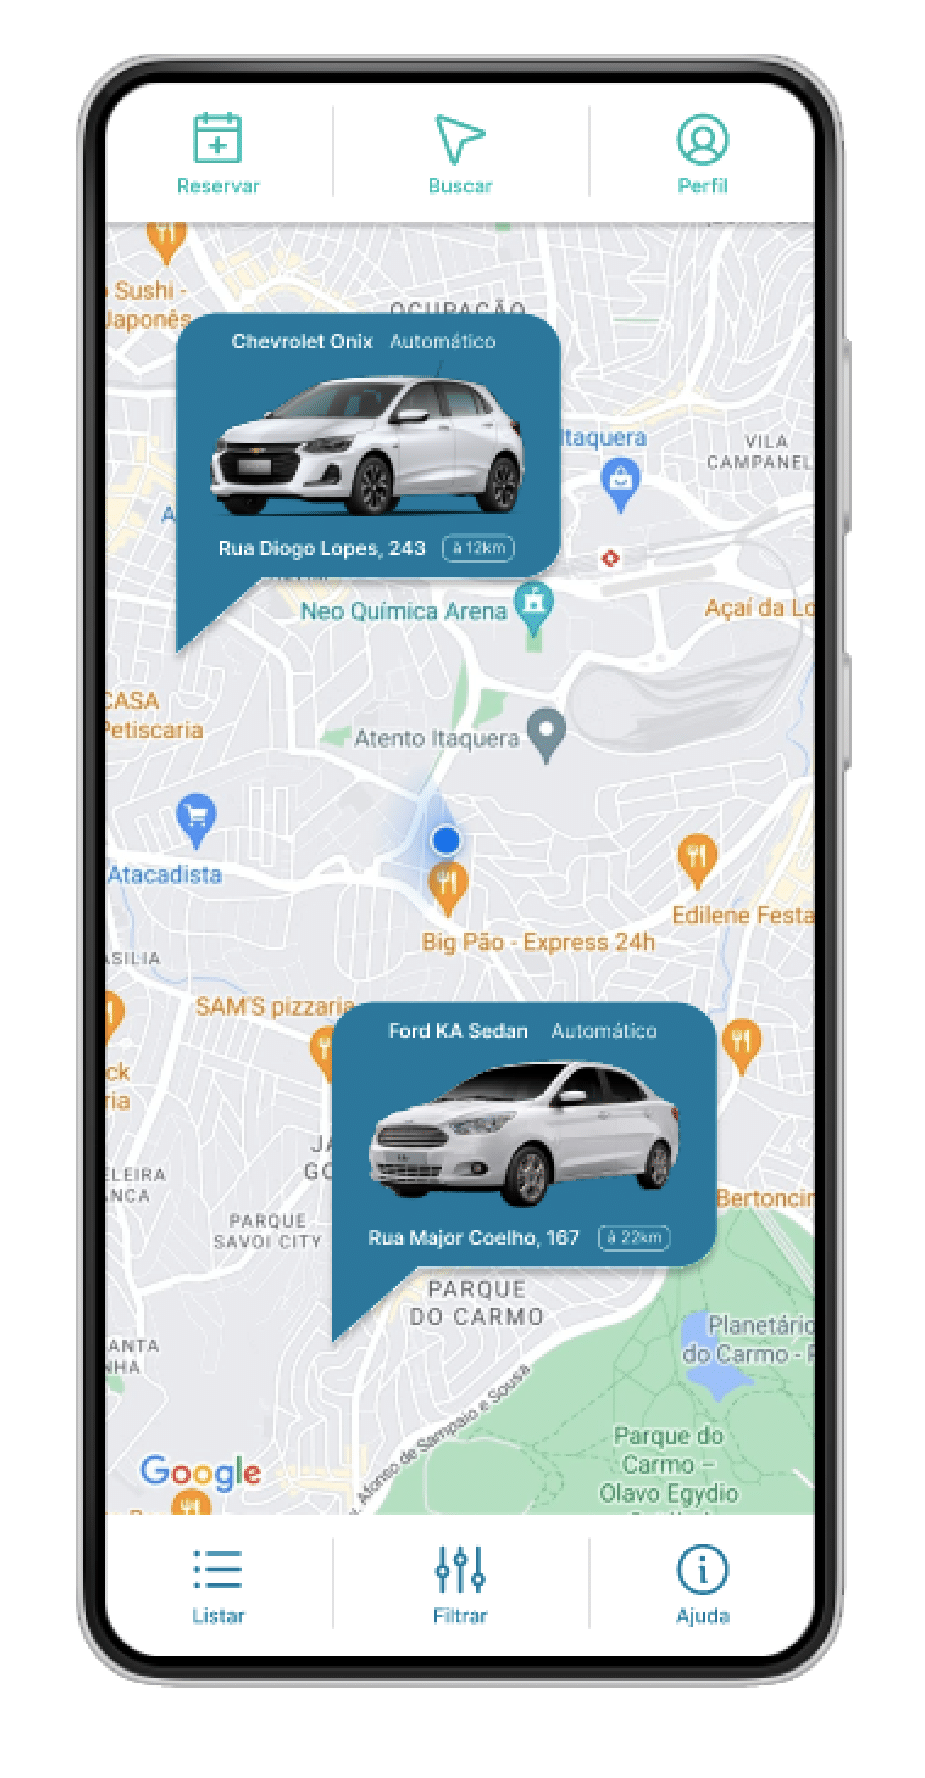 Reservar
Buscar
Perfil
Sushi -
Japonês
OCUPAÇÃO
Chevrolet Onix Automático
Itaquera
VILA
CAMPANEL
Rua Diogo Lopes, 243 à 12km
Neo Química Arena
Açaí da Lo
CASA
Petiscaria
Atento Itaquera
Atacadista
Edilene Festa
Big Pão - Express 24h
ASILIA
SAM'S pizzaria
Ford KA Sedan Automático
ck
ria
JA
GO
ELEIRA
NCA
Bertoncin
PARQUE
SAVOI CITY
Rua Major Coelho, 167 à 22km
PARQUE
DO CARMO
Planetário
do Carmo - P
ANTA
NHA
Afonso de Sampaio e Sousa
Parque do
Carmo –
Olavo Egydio
Google
Listar
Filtrar
Ajuda